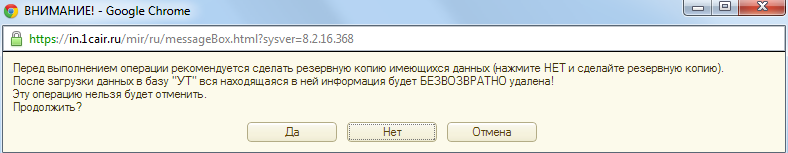 ВНИМАНИЕ! - Google Chrome
https://in.1cair.ru/mir/ru/messageBox.html?sysver=8.2.16.368
Перед выполнением операции рекомендуется сделать резервную копию имеющихся данных (нажмите НЕТ и сделайте резервную копию).
После загрузки данных в базу "УТ" вся находящаяся в ней информация будет БЕЗВОЗВРАТНО удалена!
Эту операцию нельзя будет отменить.
Продолжить?
Да Нет Отмена